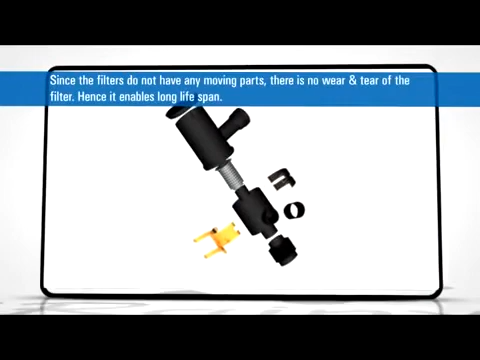 Since the filters do not have any moving parts, there is no wear & tear of the
filter. Hence it enables long life span.